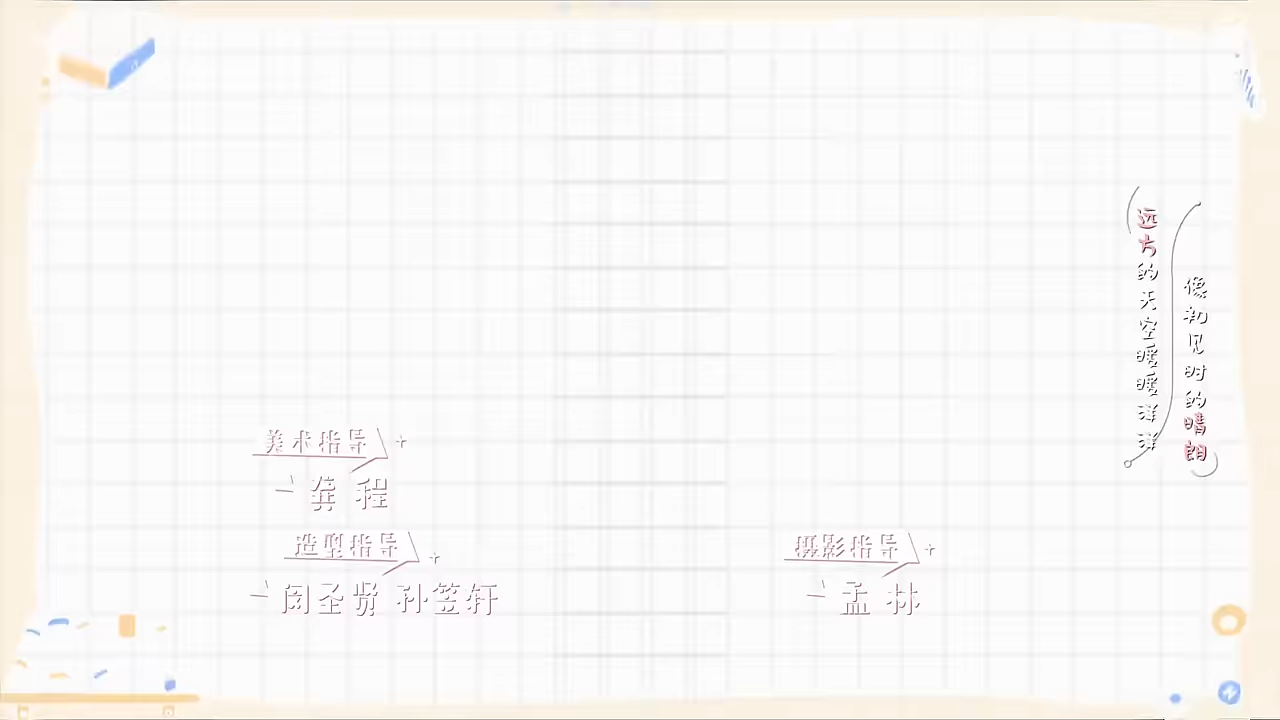 美术指导
龚 程
造型指导
闵圣贤 孙笠轩
摄影指导
孟 林
像初见时的晴朗
远方的天空暖暖洋洋